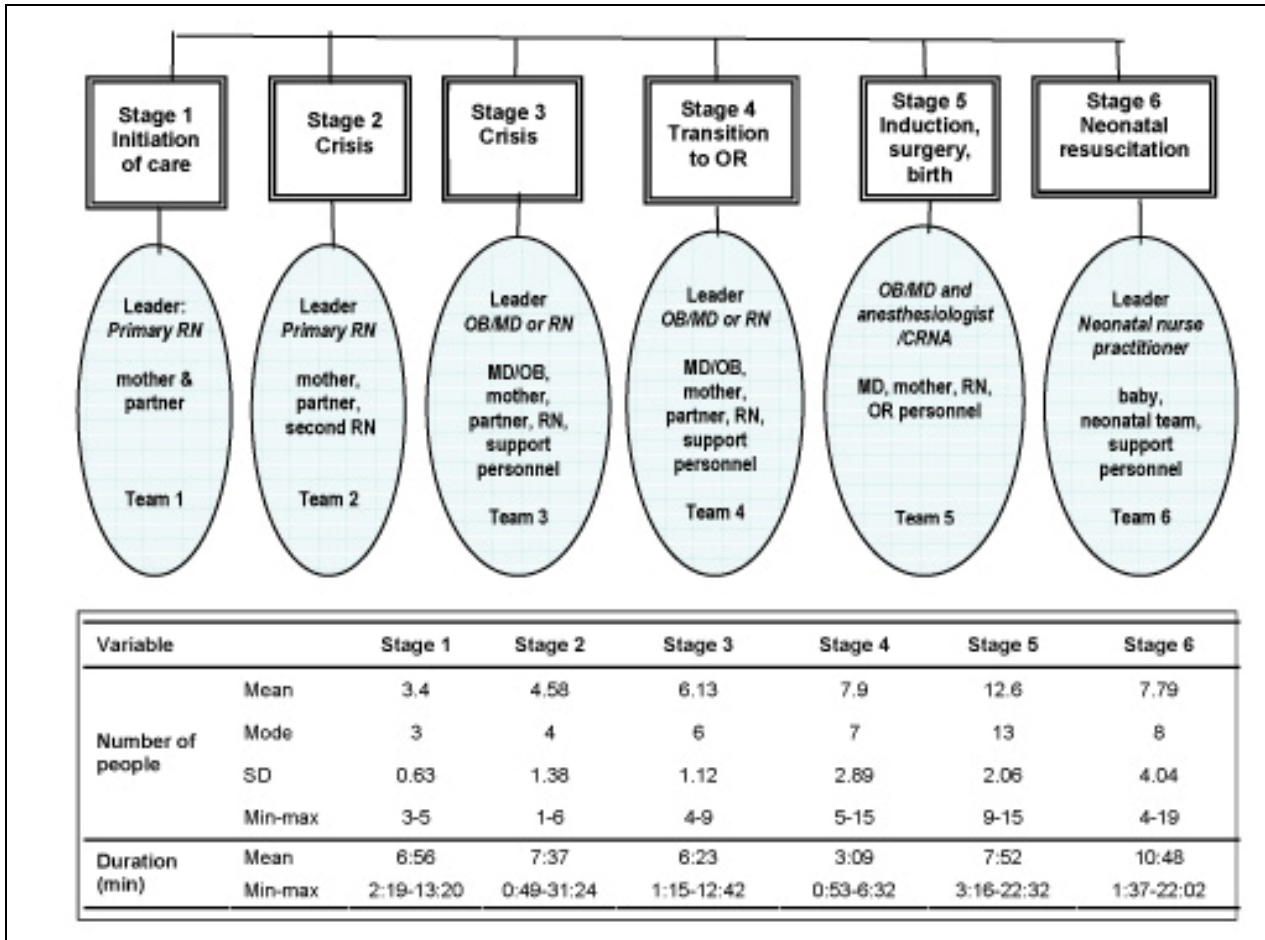 Stage 1
Initiation
of care
Stage 2
Crisis
Stage 3
Crisis
Stage 4
Transition
to OR
Stage 5
Induction,
surgery,
birth
Stage 6
Neonatal
resuscitation
Leader:
Primary RN
mother &
partner
Team 1
Leader
Primary RN
mother,
partner,
second RN
Team 2
Leader
OB/MD or RN
MD/OB,
mother,
partner, RN,
support
personnel
Team 3
Leader
OB/MD or RN
MD/OB,
mother,
partner, RN,
support
personnel
Team 4
OB/MD and
anesthesiologist
/CRNA
MD, mother, RN,
OR personnel
Team 5
Leader
Neonatal nurse
practitioner
baby,
neonatal team,
support
personnel
Team 6
Variable Stage 1 Stage 2 Stage 3 Stage 4 Stage 5 Stage 6
Number of
people
Mean 3.4 4.58 6.13 7.9 12.6 7.79
Mode 3 4 6 7 13 8
SD 0.63 1.38 1.12 2.89 2.06 4.04
Min-max 3-5 1-6 4-9 5-15 9-15 4-19
Duration
(min)
Mean 6:56 7:37 6:23 3:09 7:52 10:48
Min-max 2:19-13:20 0:49-31:24 1:15-12:42 0:53-6:32 3:16-22:32 1:37-22:02